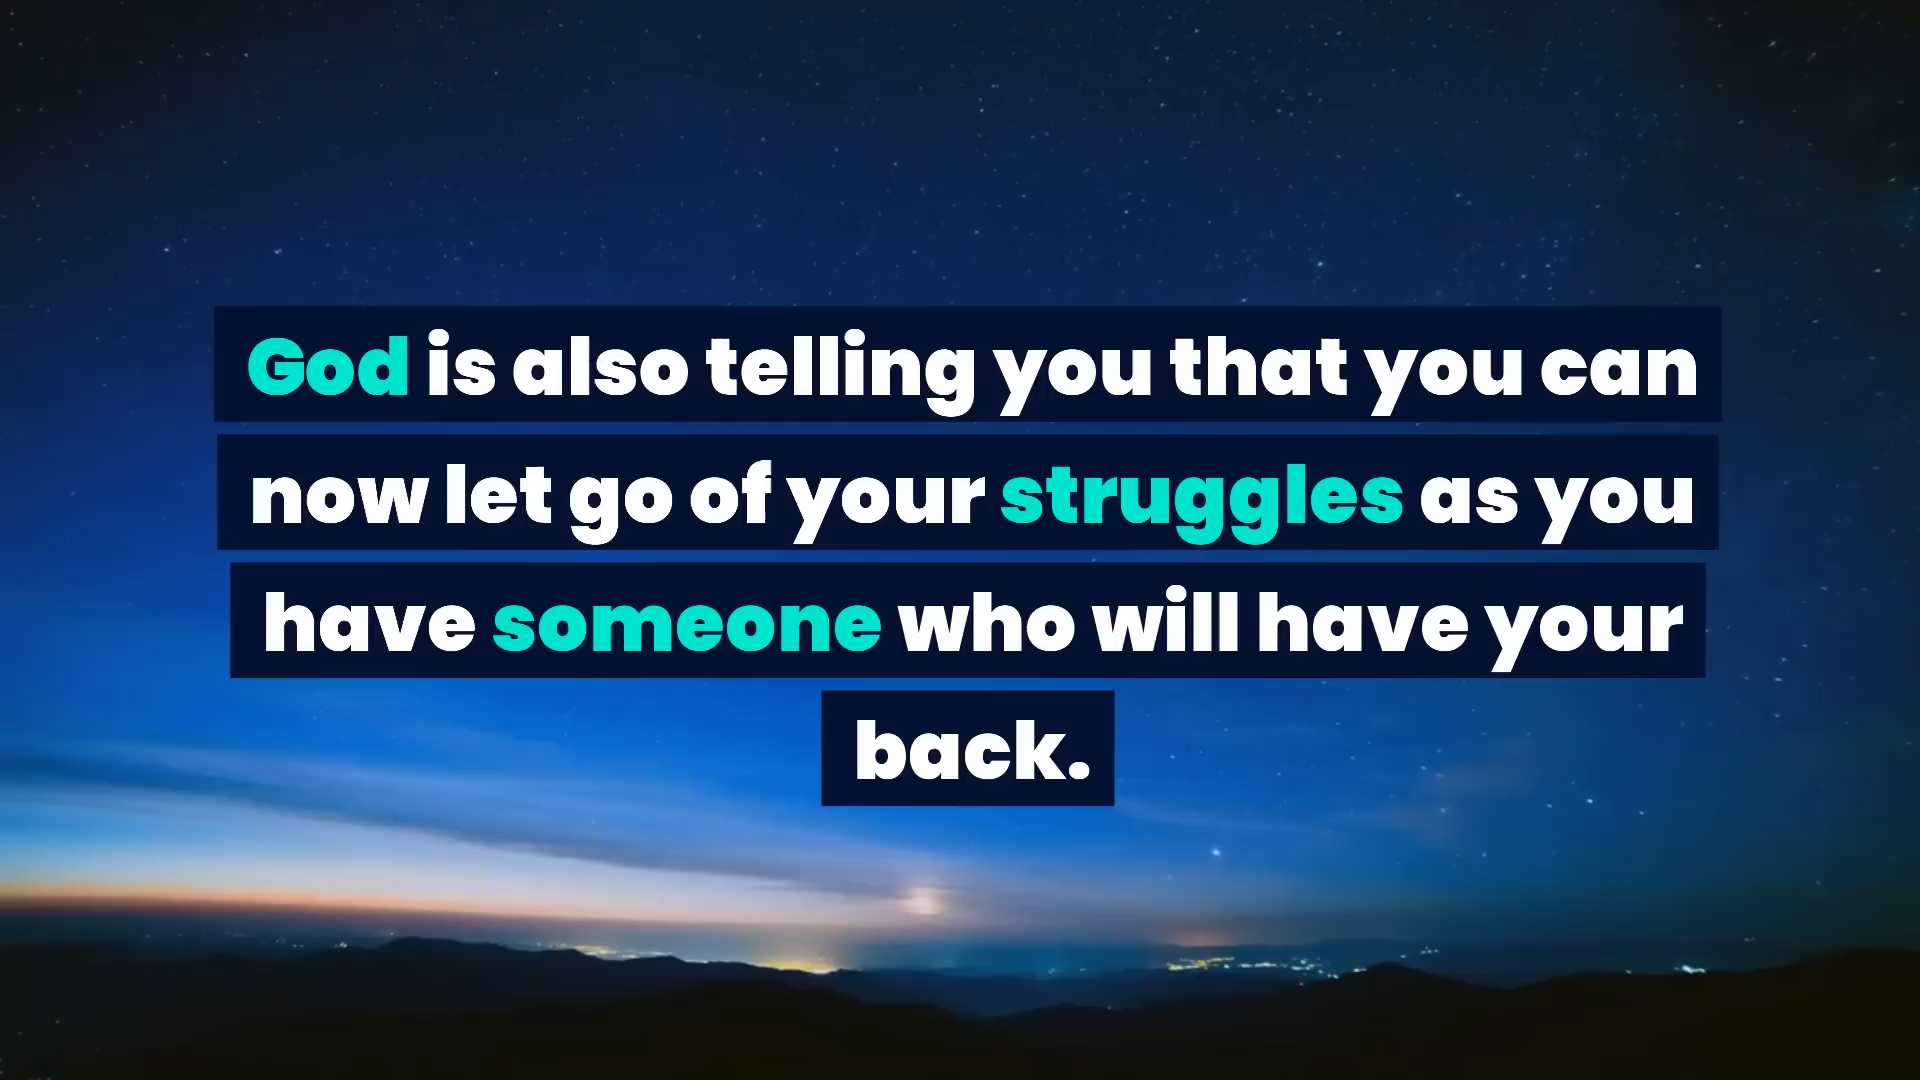 God is also telling you that you can
now let go of your struggles as you
have someone who will have your
back.